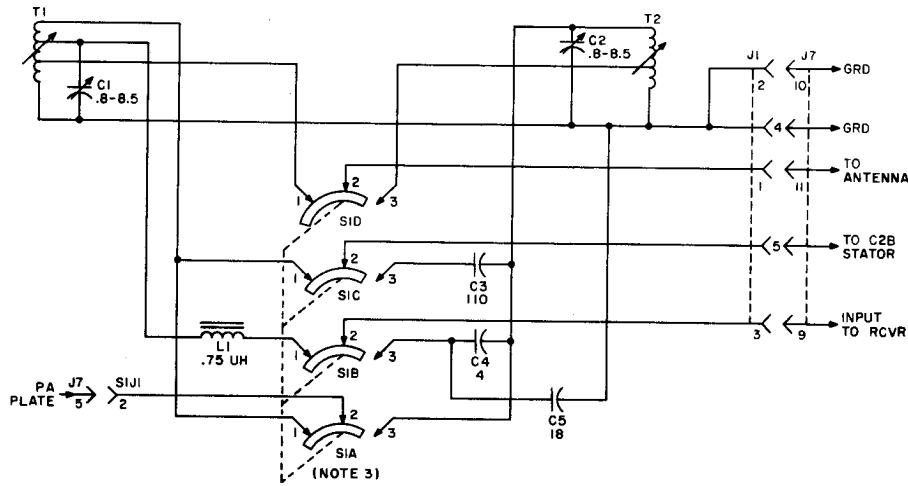 T1
C1
.8-8.5
C2
.8-8.5
T2
J1
J7
2
10
GRD
4
GRD
1
11
TO
ANTENNA
1
2
3
S1D
5
TO C2B
STATOR
1
2
3
S1C
C3
110
3
9
INPUT
TO RCVR
L1
.75 UH
1
2
3
S1B
C4
4
C5
18
PA
PLATE
J7
5
S1J1
2
1
2
3
S1A
(NOTE 3)